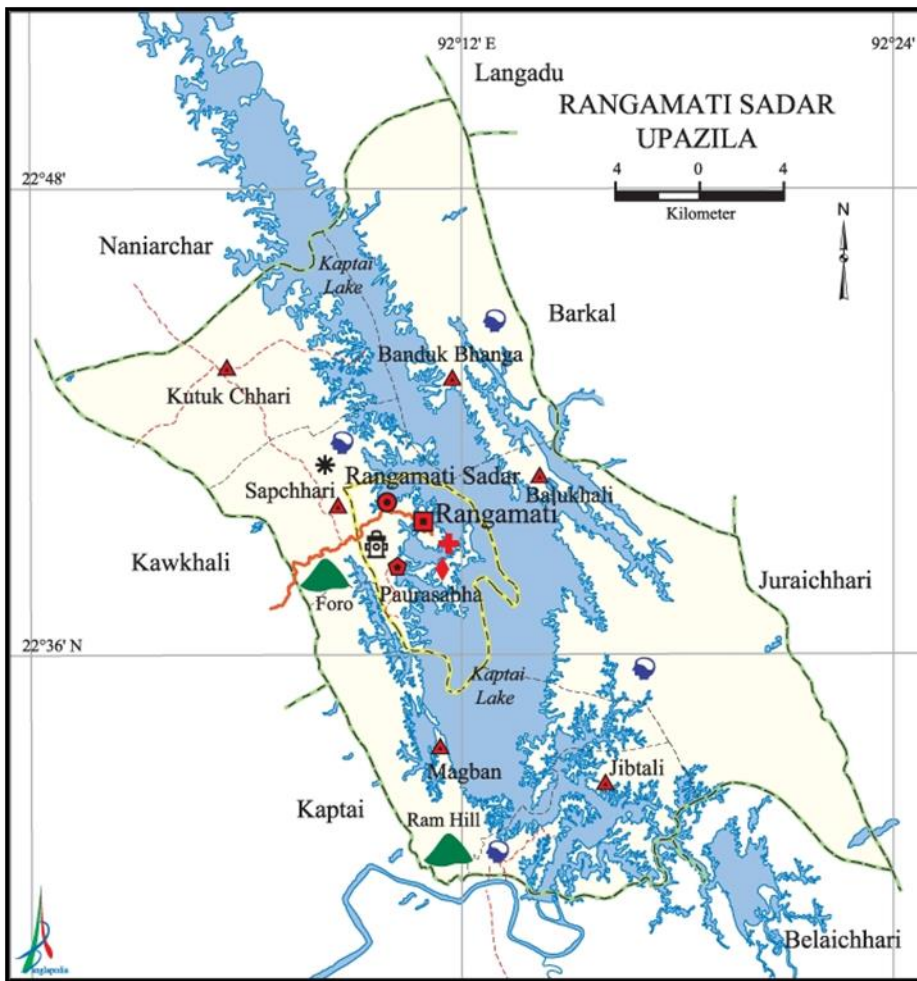 92°12' E
92°24'
Langadu
RANGAMATI SADAR
UPAZILA
4 0 4
Kilometer
22°48'
N
Naniarchar
Kaptai
Lake
Barkal
Banduk Bhanga
Kutuk Chhari
Rangamati Sadar
Balukhali
Sapchhari
Rangamati
Kawkhali
Juraichhari
Foro
Paurasabha
22°36' N
Kaptai
Lake
Magban
Jibtali
Kaptai
Ram Hill
Belaichhari
anglapedia